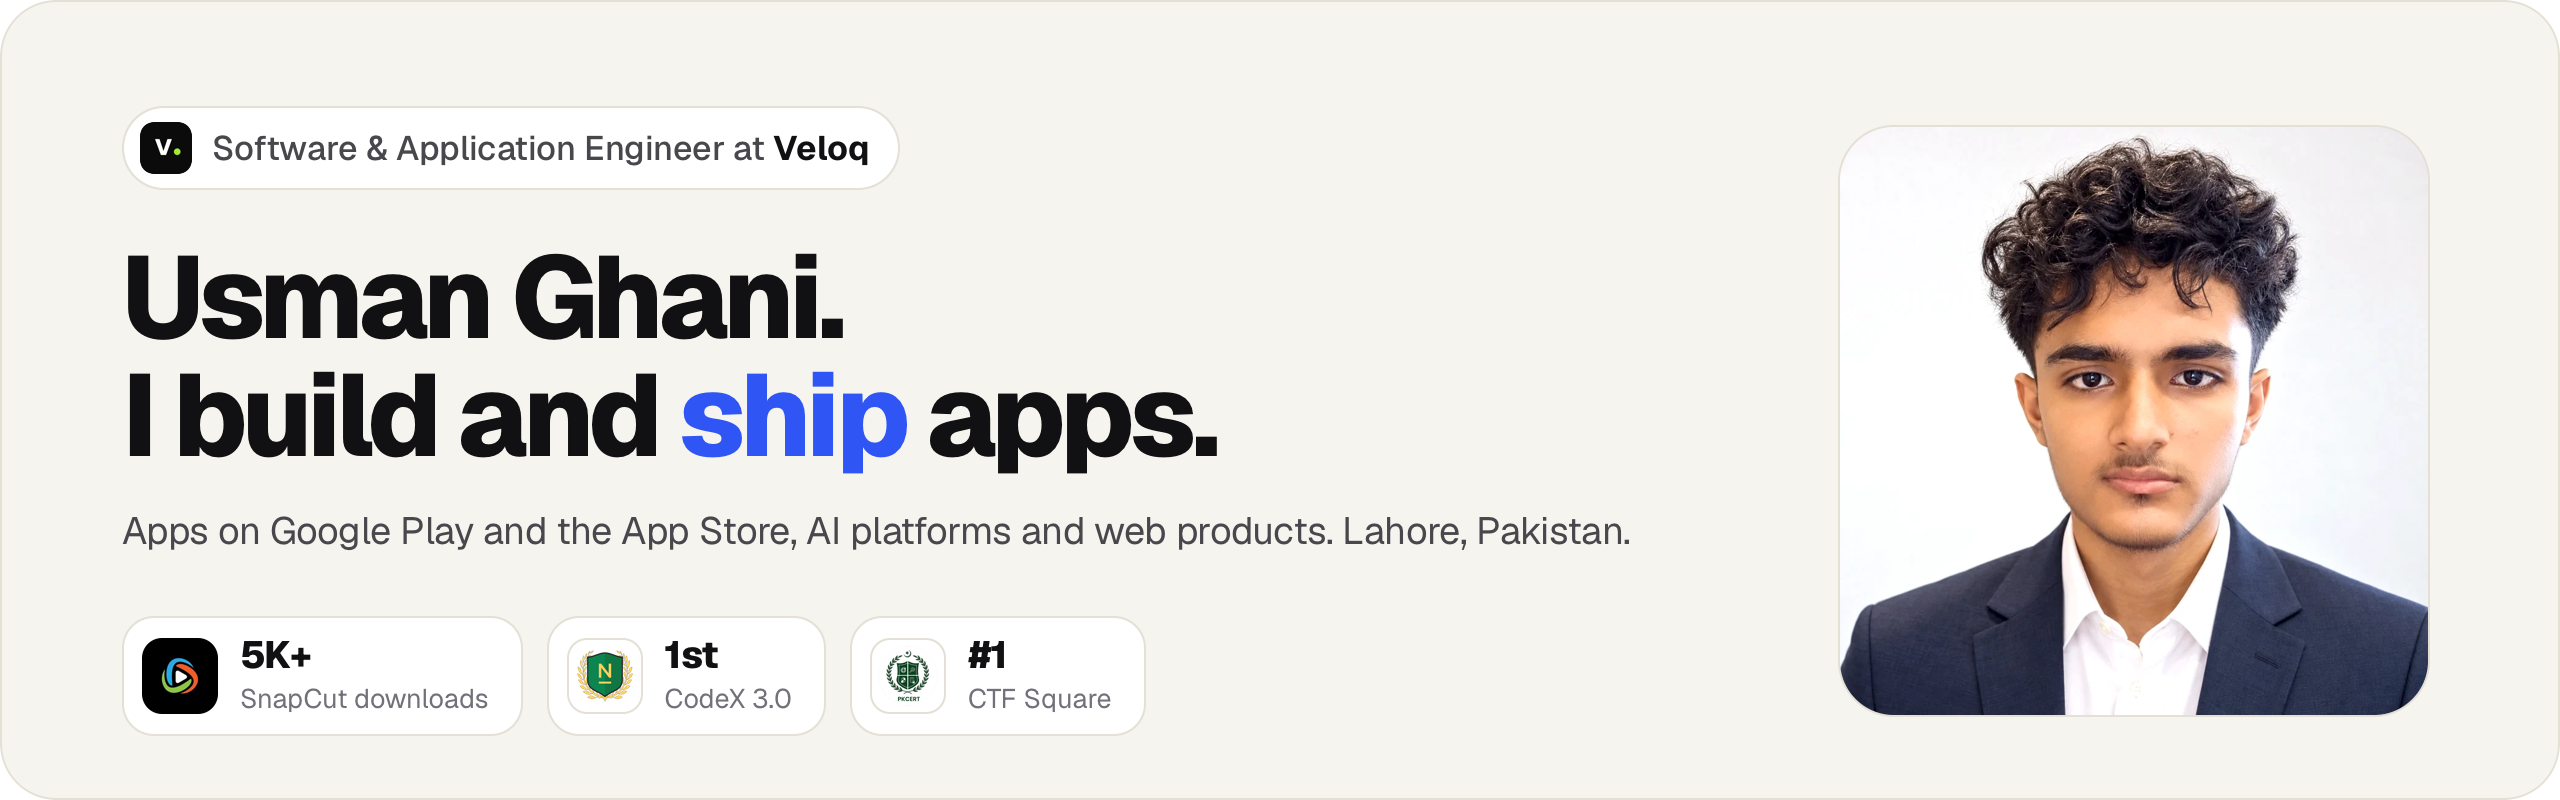 v.
Software & Application Engineer at Veloq
Usman Ghani.
I build and ship apps.
Apps on Google Play and the App Store, AI platforms and web products. Lahore, Pakistan.
5K+
SnapCut downloads
N
1st
CodeX 3.0
PKCERT
#1
CTF Square